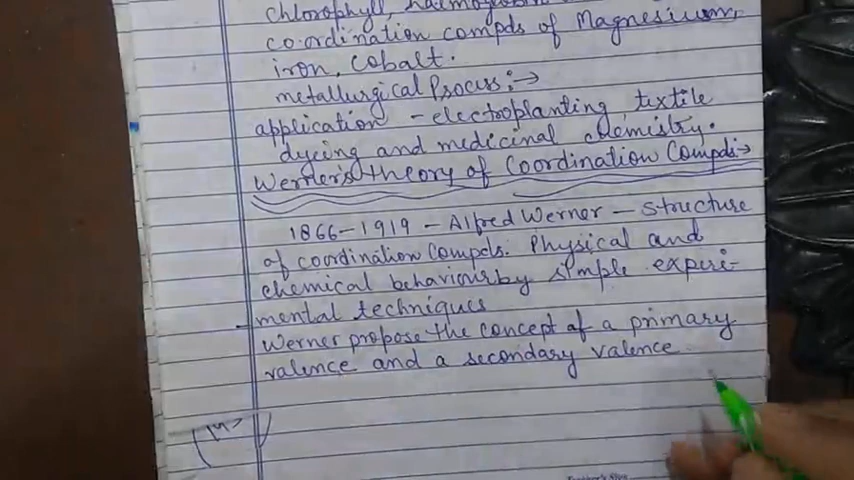 chlorophyll,
co-ordination compds of Magnesium,
iron, Cobalt.
metallurgical Process :→
application - electroplanting, textile
dyeing and medicinal chemistry.
Werner's theory of Coordination Compds:→
1866-1919 - Alfred Werner - structure
of coordination Compds. Physical and
chemical behaviour by simple experi-
mental techniques
Werner propose the concept of a primary
valence and a secondary valence